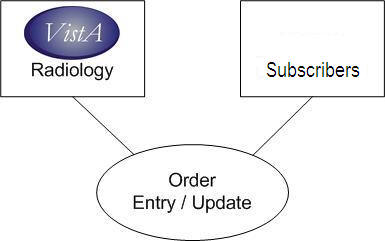 VistA
Radiology
Subscribers
Order
Entry / Update